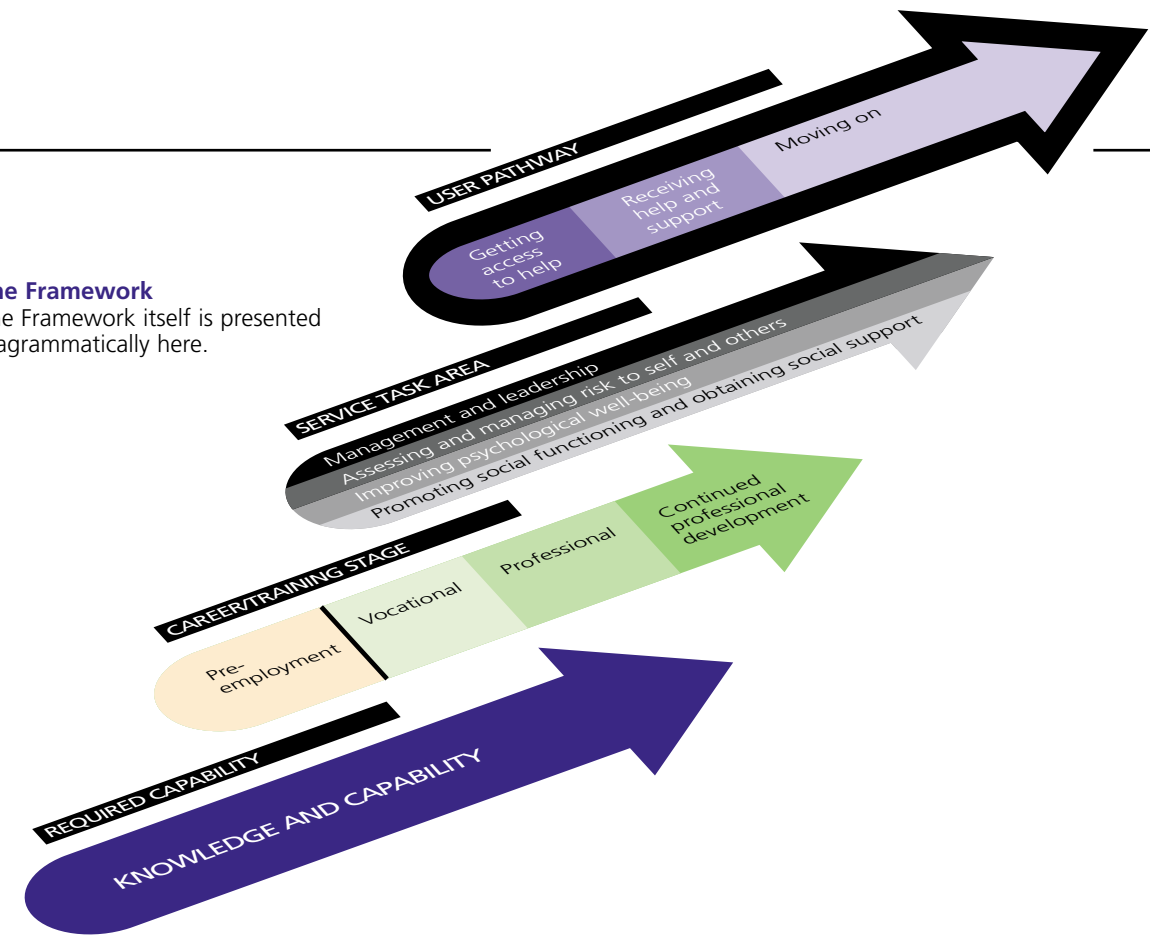 USER PATHWAY
Getting
access
to help
Receiving
help and
support
Moving on
ne Framework
e Framework itself is presented
agrammatically here.
SERVICE TASK AREA
Management and leadership
Assessing and managing risk to self and others
Improving psychological well-being
Promoting social functioning and obtaining social support
CAREER/TRAINING STAGE
Pre-
employment
Vocational
Professional
Continued
professional
development
REQUIRED CAPABILITY
KNOWLEDGE AND CAPABILITY